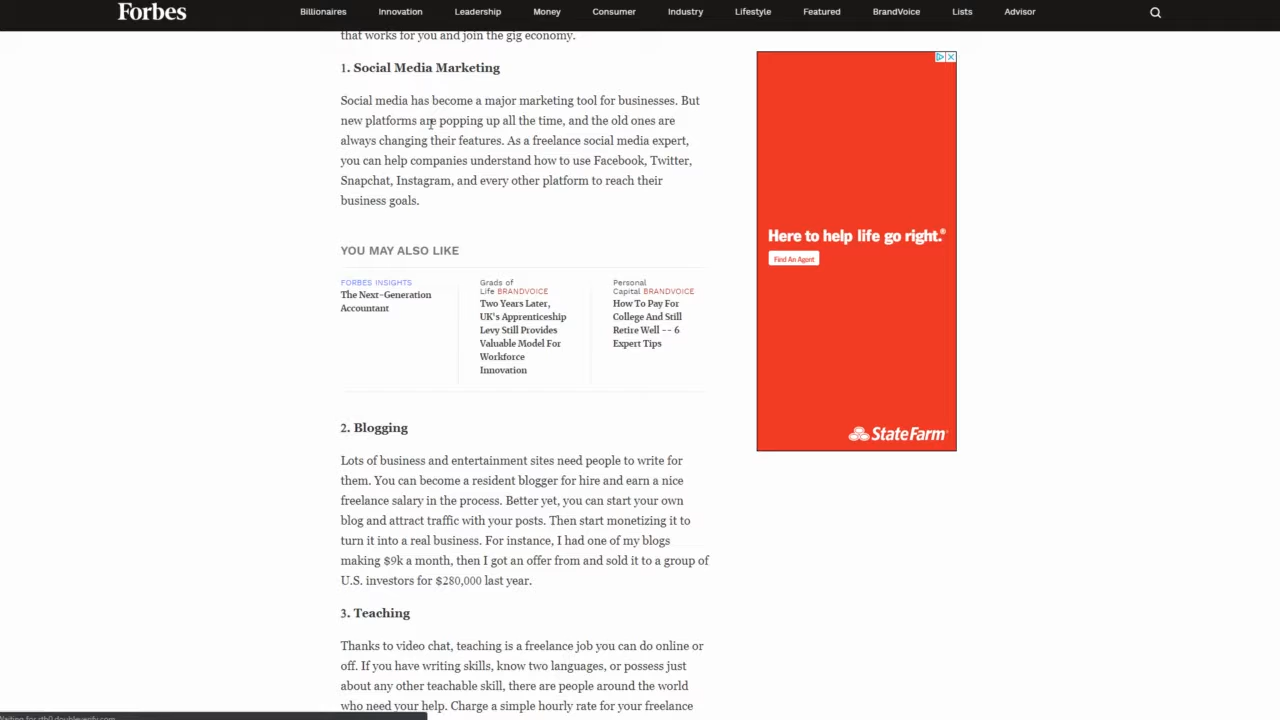 Forbes
Billionaires Innovation Leadership Money Consumer Industry Lifestyle Featured BrandVoice Lists Advisor
that works for you and join the gig economy.
1. Social Media Marketing
Social media has become a major marketing tool for businesses. But
new platforms are popping up all the time, and the old ones are
always changing their features. As a freelance social media expert,
you can help companies understand how to use Facebook, Twitter,
Snapchat, Instagram, and every other platform to reach their
business goals.
YOU MAY ALSO LIKE
FORBES INSIGHTS
The Next-Generation
Accountant
Grads of
Life BRANDVOICE
Two Years Later,
UK's Apprenticeship
Levy Still Provides
Valuable Model For
Workforce
Innovation
Personal
Capital BRANDVOICE
How To Pay For
College And Still
Retire Well -- 6
Expert Tips
2. Blogging
Lots of business and entertainment sites need people to write for
them. You can become a resident blogger for hire and earn a nice
freelance salary in the process. Better yet, you can start your own
blog and attract traffic with your posts. Then start monetizing it to
turn it into a real business. For instance, I had one of my blogs
making $9k a month, then I got an offer from and sold it to a group of
U.S. investors for $280,000 last year.
3. Teaching
Thanks to video chat, teaching is a freelance job you can do online or
off. If you have writing skills, know two languages, or possess just
about any other teachable skill, there are people around the world
who need your help. Charge a simple hourly rate for your freelance
Here to help life go right.®
Find An Agent
StateFarm